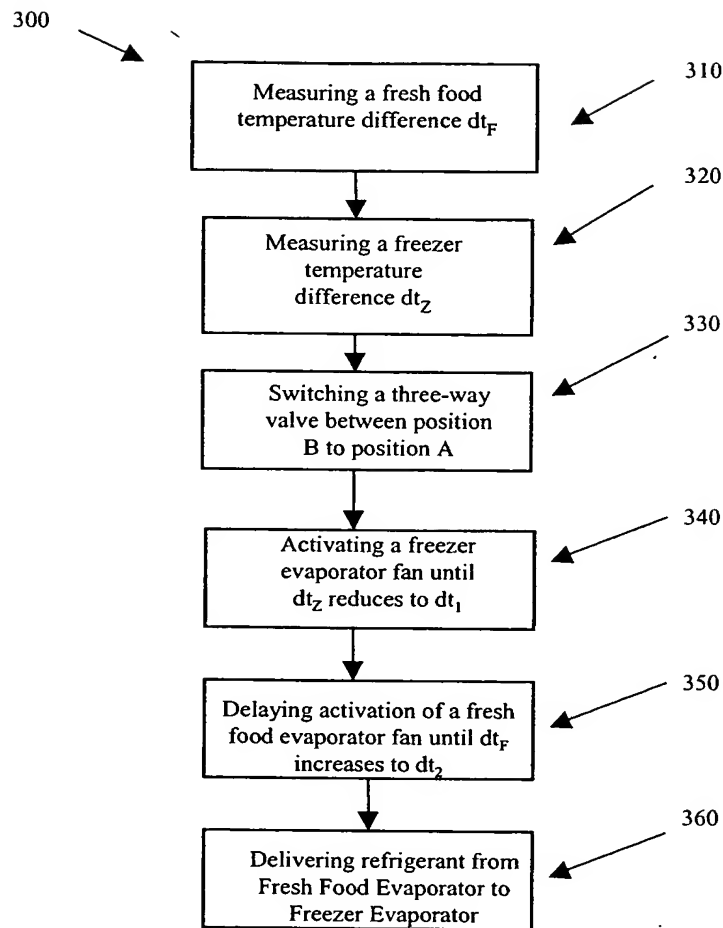 300
310
Measuring a fresh food
temperature difference dt_F
320
Measuring a freezer
temperature
difference dt_Z
330
Switching a three-way
valve between position
B to position A
340
Activating a freezer
evaporator fan until
dt_Z reduces to dt_1
350
Delaying activation of a fresh
food evaporator fan until dt_F
increases to dt_2
360
Delivering refrigerant from
Fresh Food Evaporator to
Freezer Evaporator